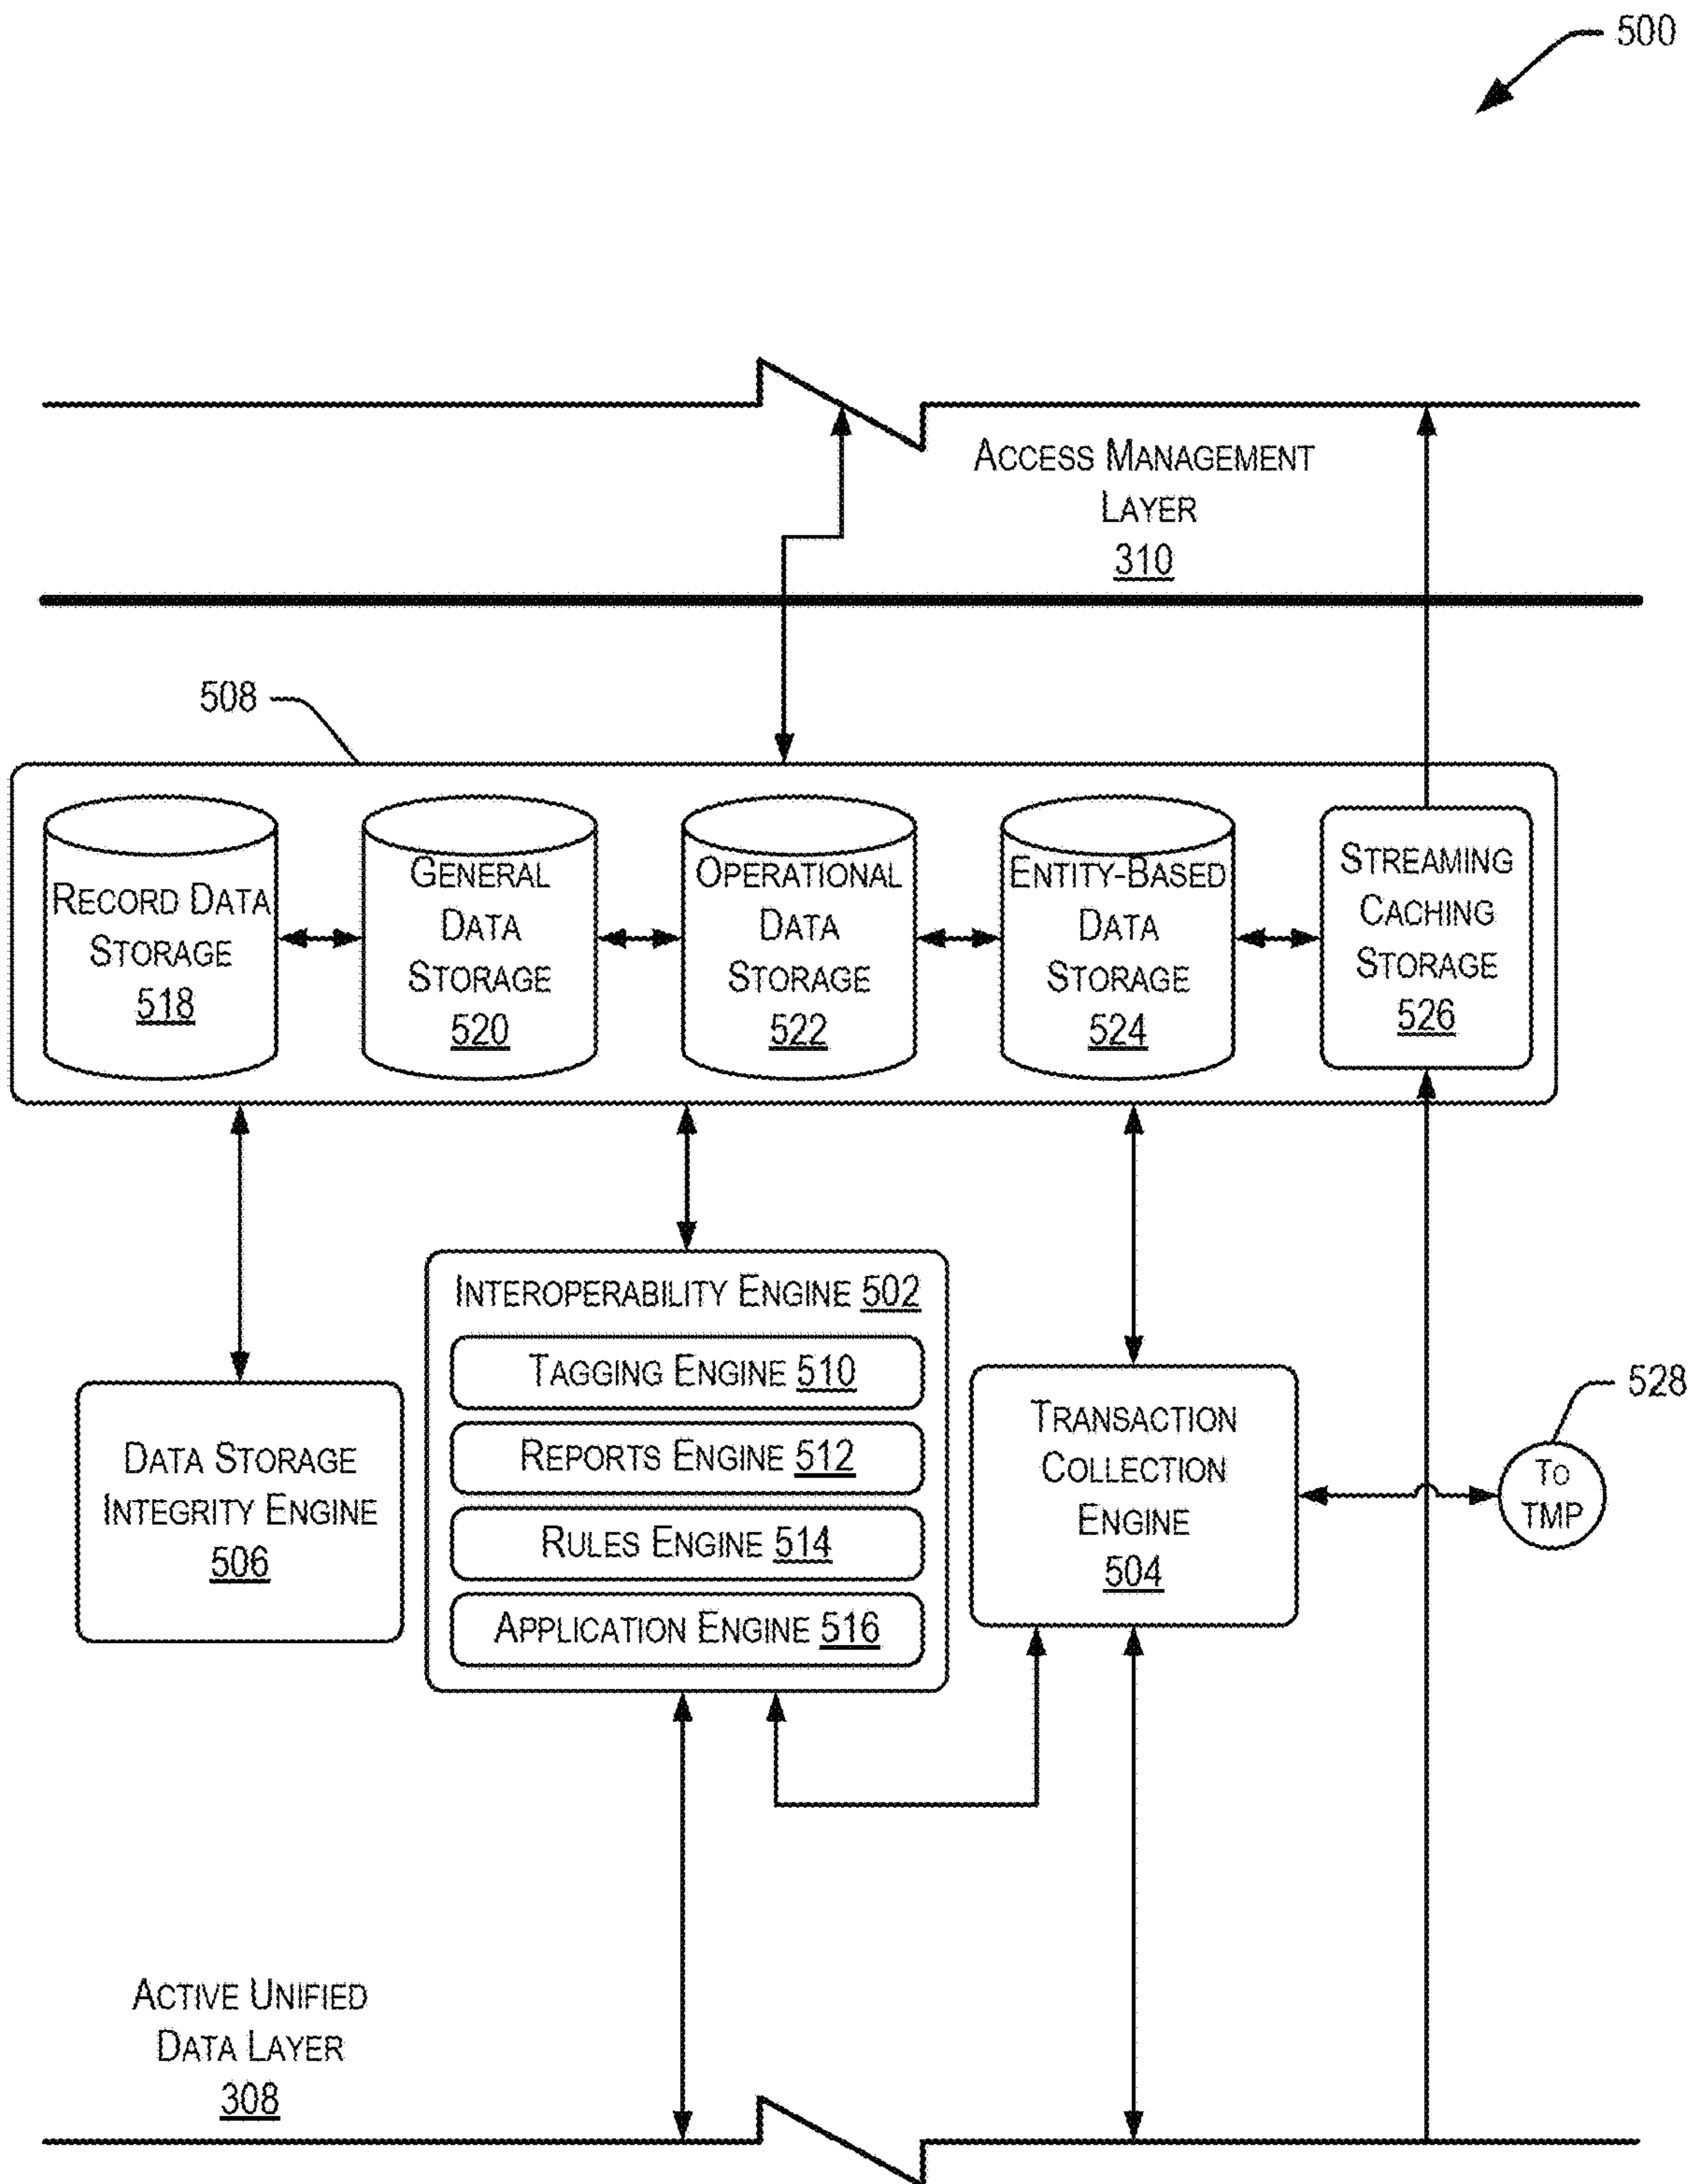 500
ACCESS MANAGEMENT
LAYER
310
508
RECORD DATA
STORAGE
518
GENERAL
DATA
STORAGE
520
OPERATIONAL
DATA
STORAGE
522
ENTITY-BASED
DATA
STORAGE
524
STREAMING
CACHING
STORAGE
526
INTEROPERABILITY ENGINE 502
TAGGING ENGINE 510
REPORTS ENGINE 512
RULES ENGINE 514
APPLICATION ENGINE 516
DATA STORAGE
INTEGRITY ENGINE
506
TRANSACTION
COLLECTION
ENGINE
504
528
TO
TMP
ACTIVE UNIFIED
DATA LAYER
308